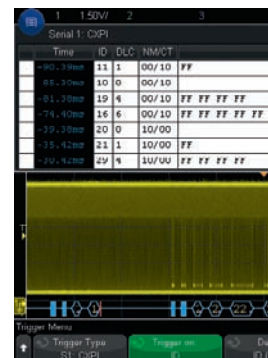 1 1.50V/ 2 3
Serial 1: CXPI
Time ID DLC NM/CT
-90.39ms 11 1 00/10 FF
10 0 00/10
-81.38ms 19 4 00/10 FF FF FF FF
-74.40ms 16 6 00/10 FF FF FF FF FF
-39.38ms 20 0 10/00
-35.42ms 21 1 10/00 FF
-30.42ms 29 4 10/00 FF FF FF FF
Trigger Menu
Trigger Type Trigger on
S1: CXPI ID